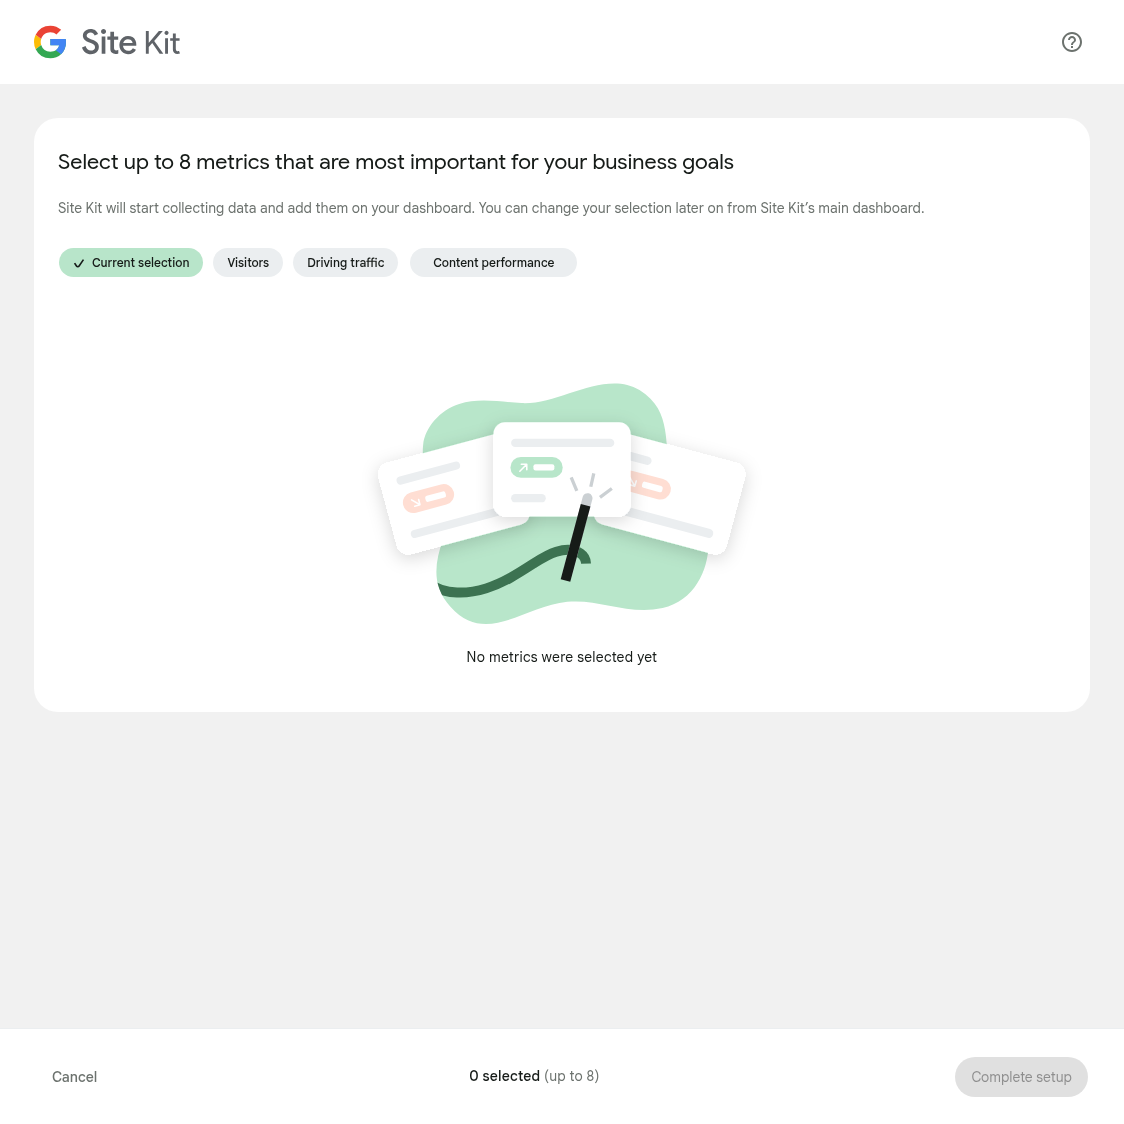 Site Kit
Select up to 8 metrics that are most important for your business goals
Site Kit will start collecting data and add them on your dashboard. You can change your selection later on from Site Kit’s main dashboard.
Current selection Visitors Driving traffic Content performance
No metrics were selected yet
Cancel 0 selected (up to 8) Complete setup